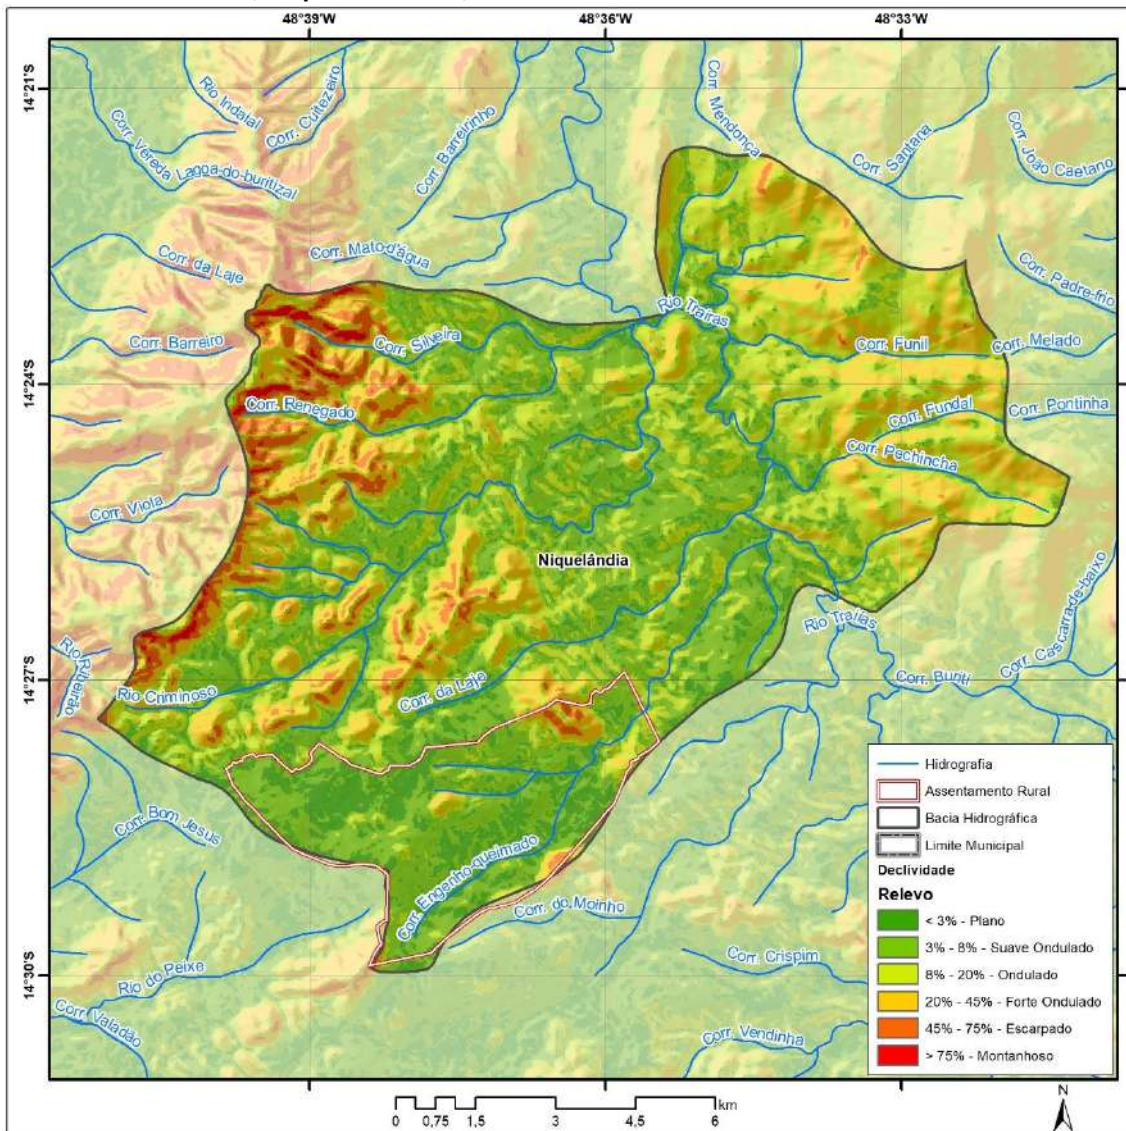 48°39'W
48°36'W
48°33'W
14°21'S
14°24'S
14°27'S
14°30'S
Rio Indaial
Corr. Cuitezeiro
Corr. Barreirinho
Corr. Mendonça
Corr. Santana
Corr. João Caetano
Corr. Vereda Lagoa-do-buritizal
Corr. da Laje
Corr. Mato-d'água
Corr. Padre-frio
Rio Traíras
Corr. Barreiro
Corr. Silveira
Corr. Funil
Corr. Melado
Corr. Renegado
Corr. Fundal
Corr. Pontinha
Corr. Pechincha
Corr. Viola
Niquelândia
Rio Traíras
Corr. Cascarra-de-baixo
Rio Ribeirão
Rio Criminoso
Corr. da Laje
Corr. Buriti
Corr. Bom Jesus
Corr. Engenho-queimado
Corr. do Moinho
Rio do Peixe
Corr. Crispim
Corr. Valadão
Corr. Vendinha
Hidrografia
Assentamento Rural
Bacia Hidrográfica
Limite Municipal
Declividade
Relevo
< 3% - Plano
3% - 8% - Suave Ondulado
8% - 20% - Ondulado
20% - 45% - Forte Ondulado
45% - 75% - Escarpado
> 75% - Montanhoso
km
0 0,75 1,5 3 4,5 6
N